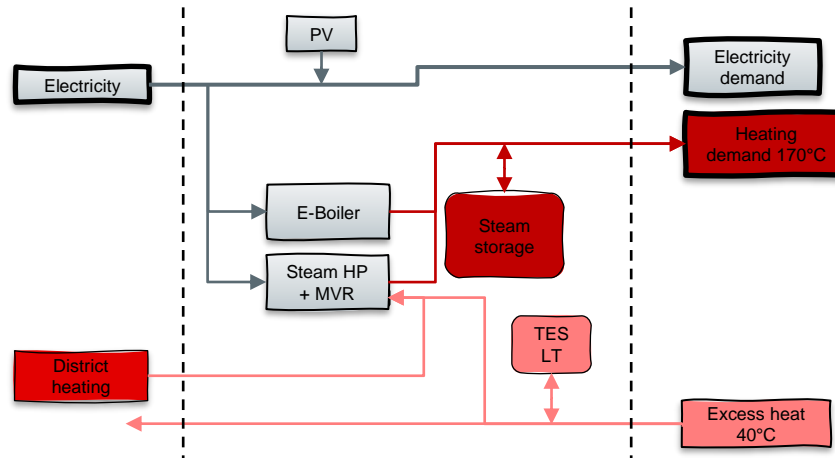 PV
Electricity
Electricity
demand
Heating
demand 170°C
E-Boiler
Steam
storage
Steam HP
+ MVR
TES
LT
District
heating
Excess heat
40°C